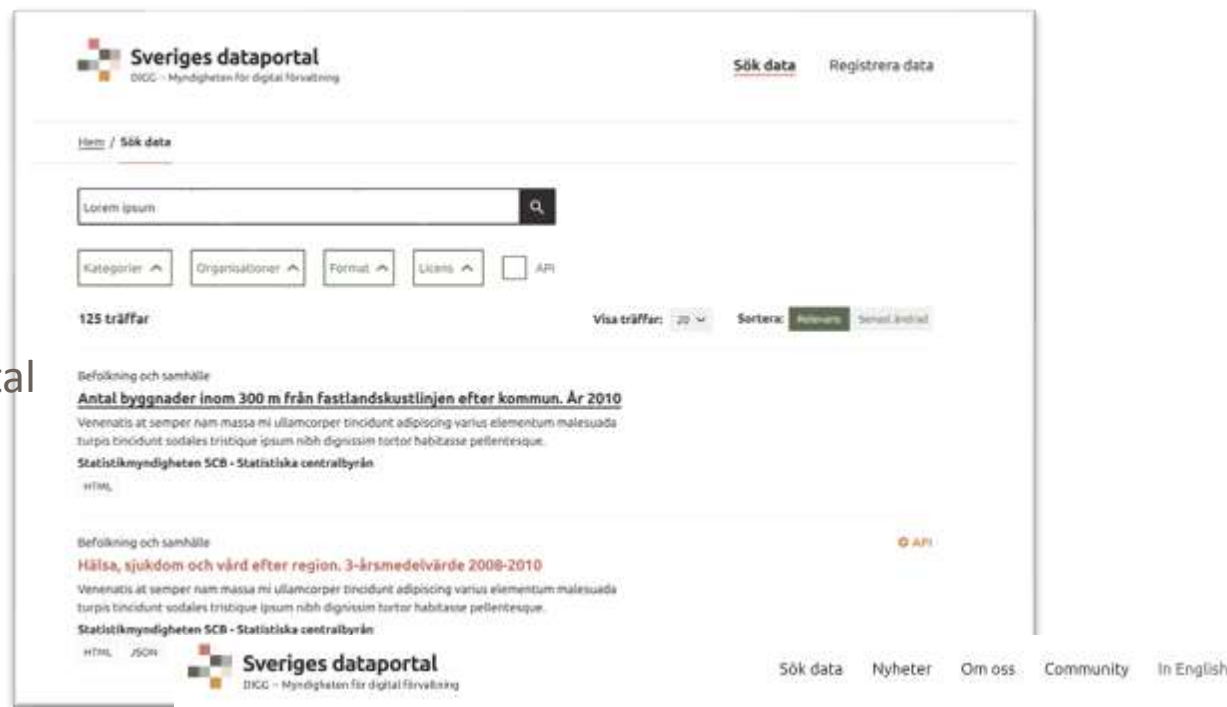 Sveriges dataportal
DIGG – Myndigheten för digital förvaltning
Sök data Registrera data
Hem / Sök data
Lorem ipsum
Kategorier Organisationer Format Licens API
125 träffar Visa träffar: 20 Sortera: Relevans Senast ändrad
tal
Befolkning och samhälle
Antal byggnader inom 300 m från fastlandskustlinjen efter kommun. År 2010
Venenatis at semper nam massa mi ullamcorper tincidunt adipiscing varius elementum malesuada
turpis tincidunt sodales tristique ipsum nibh dignissim tortor habitasse pellentesque.
Statistikmyndigheten SCB - Statistiska centralbyrån
HTML
Befolkning och samhälle API
Hälsa, sjukdom och vård efter region. 3-årsmedelvärde 2008-2010
Venenatis at semper nam massa mi ullamcorper tincidunt adipiscing varius elementum malesuada
turpis tincidunt sodales tristique ipsum nibh dignissim tortor habitasse pellentesque.
Statistikmyndigheten SCB - Statistiska centralbyrån
HTML JSON
Sveriges dataportal
DIGG – Myndigheten för digital förvaltning
Sök data Nyheter Om oss Community In English